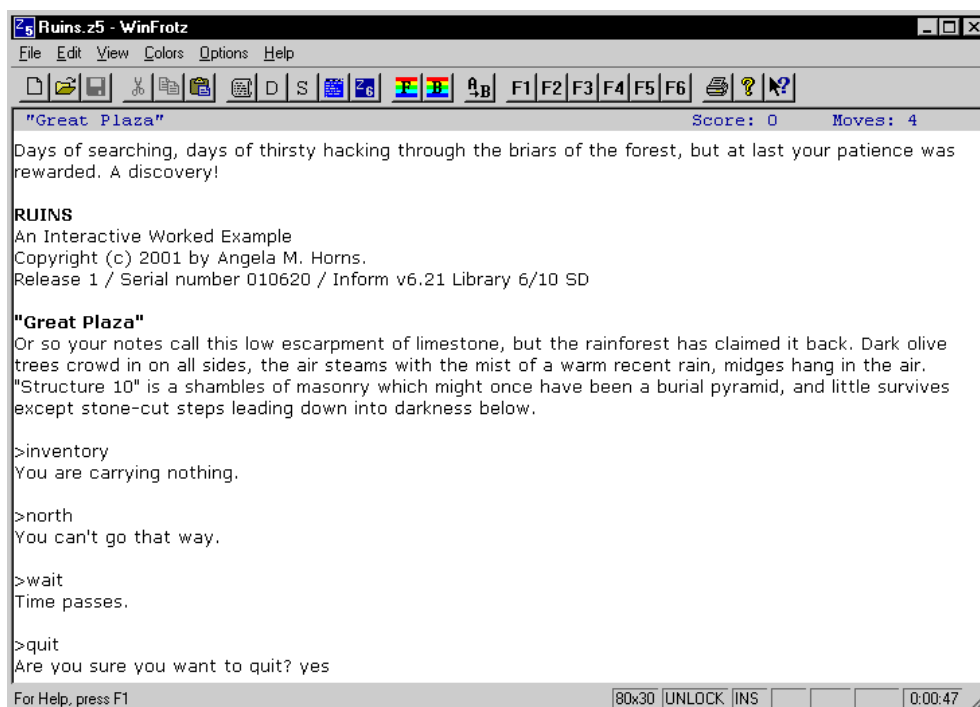 Ruins.z5 - WinFrotz
File Edit View Colors Options Help
D S Z6 F B A B F1 F2 F3 F4 F5 F6
"Great Plaza" Score: 0 Moves: 4
Days of searching, days of thirsty hacking through the briars of the forest, but at last your patience was
rewarded. A discovery!
RUINS
An Interactive Worked Example
Copyright (c) 2001 by Angela M. Horns.
Release 1 / Serial number 010620 / Inform v6.21 Library 6/10 SD
"Great Plaza"
Or so your notes call this low escarpment of limestone, but the rainforest has claimed it back. Dark olive
trees crowd in on all sides, the air steams with the mist of a warm recent rain, midges hang in the air.
"Structure 10" is a shambles of masonry which might once have been a burial pyramid, and little survives
except stone-cut steps leading down into darkness below.
>inventory
You are carrying nothing.
>north
You can't go that way.
>wait
Time passes.
>quit
Are you sure you want to quit? yes
For Help, press F1 80x30 UNLOCK INS 0:00:47